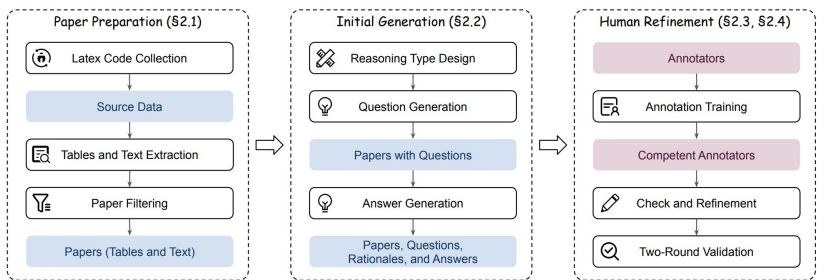 Paper Preparation (§2.1)
Latex Code Collection
Source Data
Tables and Text Extraction
Paper Filtering
Papers (Tables and Text)
Initial Generation (§2.2)
Reasoning Type Design
Question Generation
Papers with Questions
Answer Generation
Papers, Questions,
Rationales, and Answers
Human Refinement (§2.3, §2.4)
Annotators
Annotation Training
Competent Annotators
Check and Refinement
Two-Round Validation